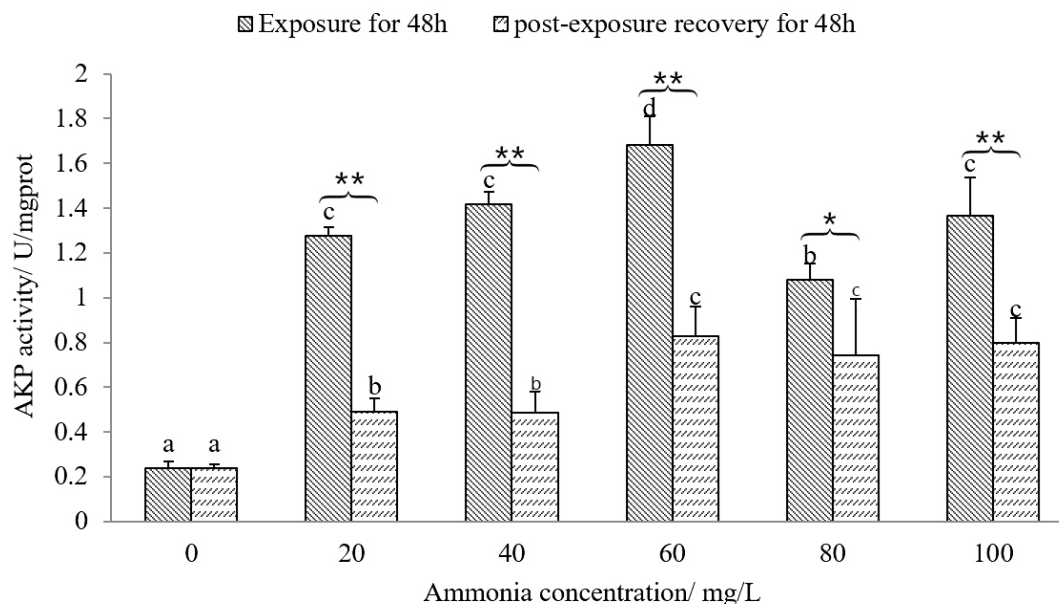 Exposure for 48h post-exposure recovery for 48h
AKP activity/ U/mgprot
2
1.8
1.6
1.4
1.2
1
0.8
0.6
0.4
0.2
0
a a
c ** b
c ** b
d ** c
b * c
c ** c
0 20 40 60 80 100
Ammonia concentration/ mg/L